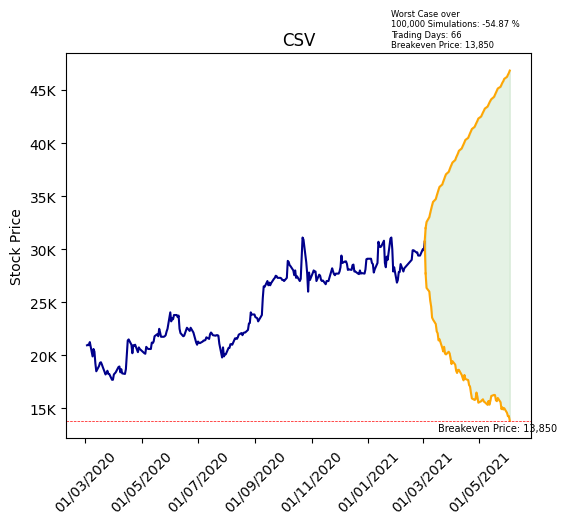 Worst Case over
100,000 Simulations: -54.87 %
Trading Days: 66
Breakeven Price: 13,850
CSV
Stock Price
45K
40K
35K
30K
25K
20K
15K
Breakeven Price: 13,850
01/03/2020
01/05/2020
01/07/2020
01/09/2020
01/11/2020
01/01/2021
01/03/2021
01/05/2021